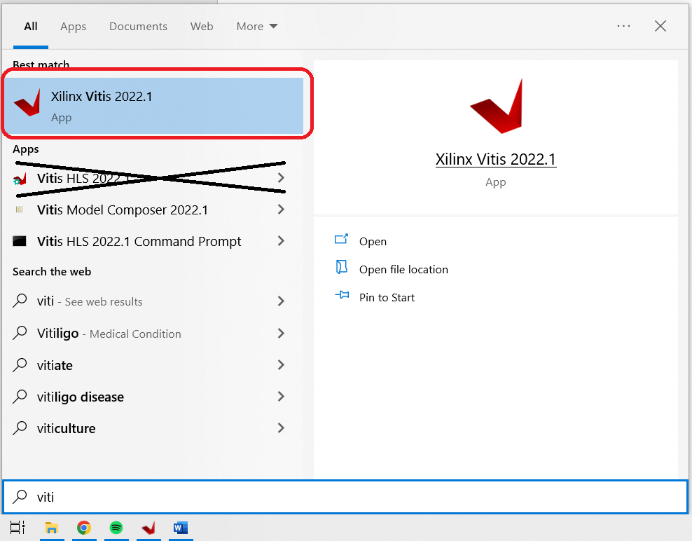 All Apps Documents Web More
Best match
Xilinx Vitis 2022.1
App
Apps
Vitis HLS 2022.1
Vitis Model Composer 2022.1
Vitis HLS 2022.1 Command Prompt
Search the web
viti - See web results
Vitiligo - Medical Condition
vitiate
vitiligo disease
viticulture
Xilinx Vitis 2022.1
App
Open
Open file location
Pin to Start
viti